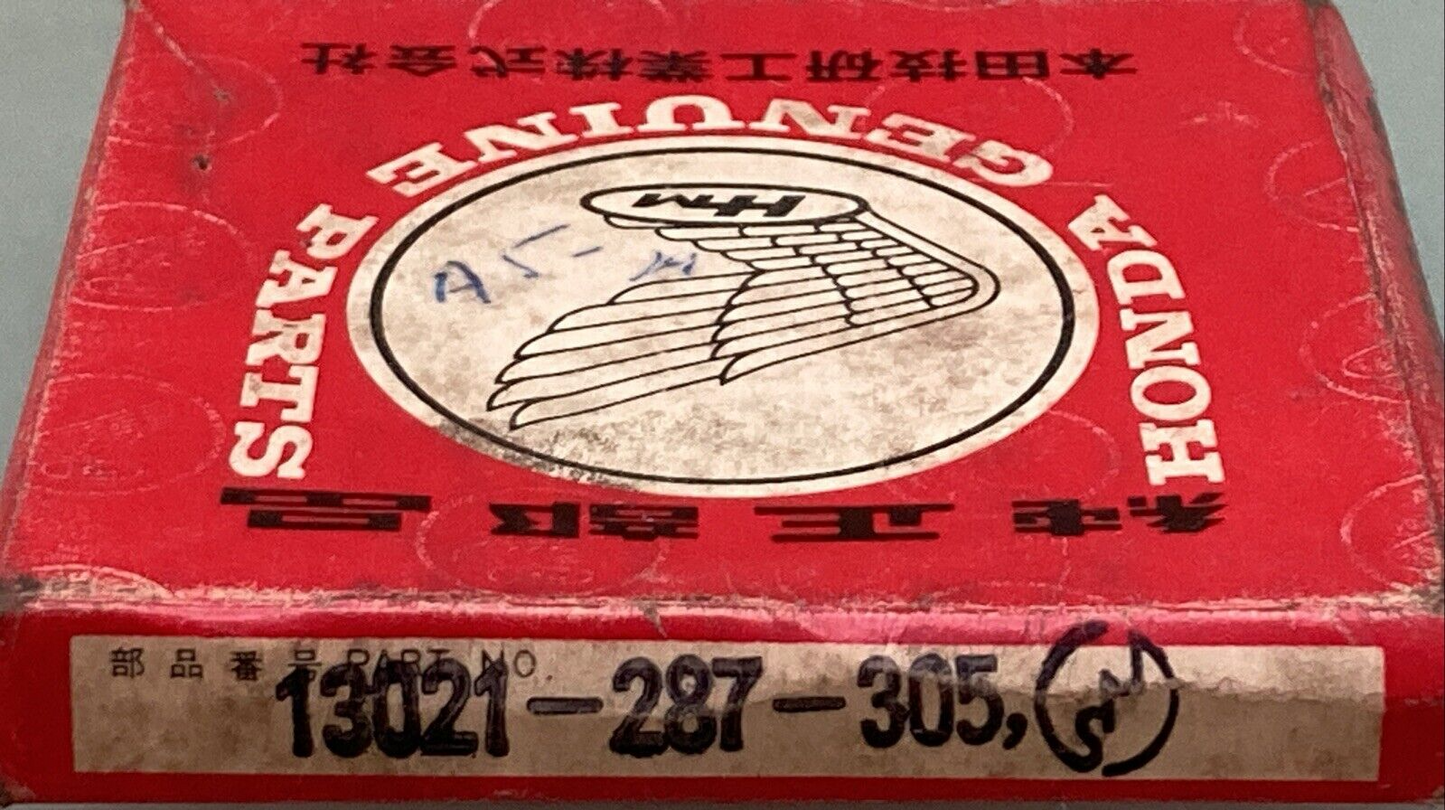 本田技研工業株式会社
HONDA GENUINE PARTS
HM
純正部品
部品番号 PART NO.
13021-287-305,